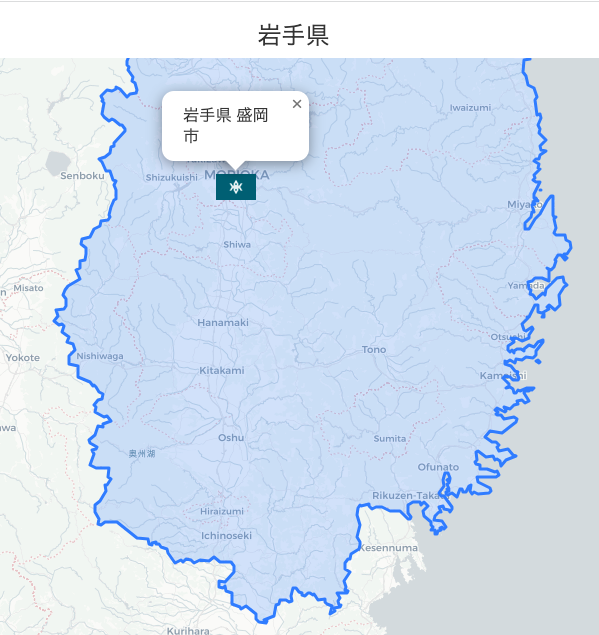 岩手県
岩手県 盛岡
市
×
Iwaizumi
Senboku
Shizukuishi
MORIOKA
Miyako
Shiwa
Misato
Yamada
Hanamaki
Otsuchi
Tono
Yokote
Nishiwaga
Kitakami
Kamaishi
Oshu
Sumita
奥州湖
Ofunato
Rikuzen-Taka
Hiraizumi
Ichinoseki
Kesennuma
Kurihara